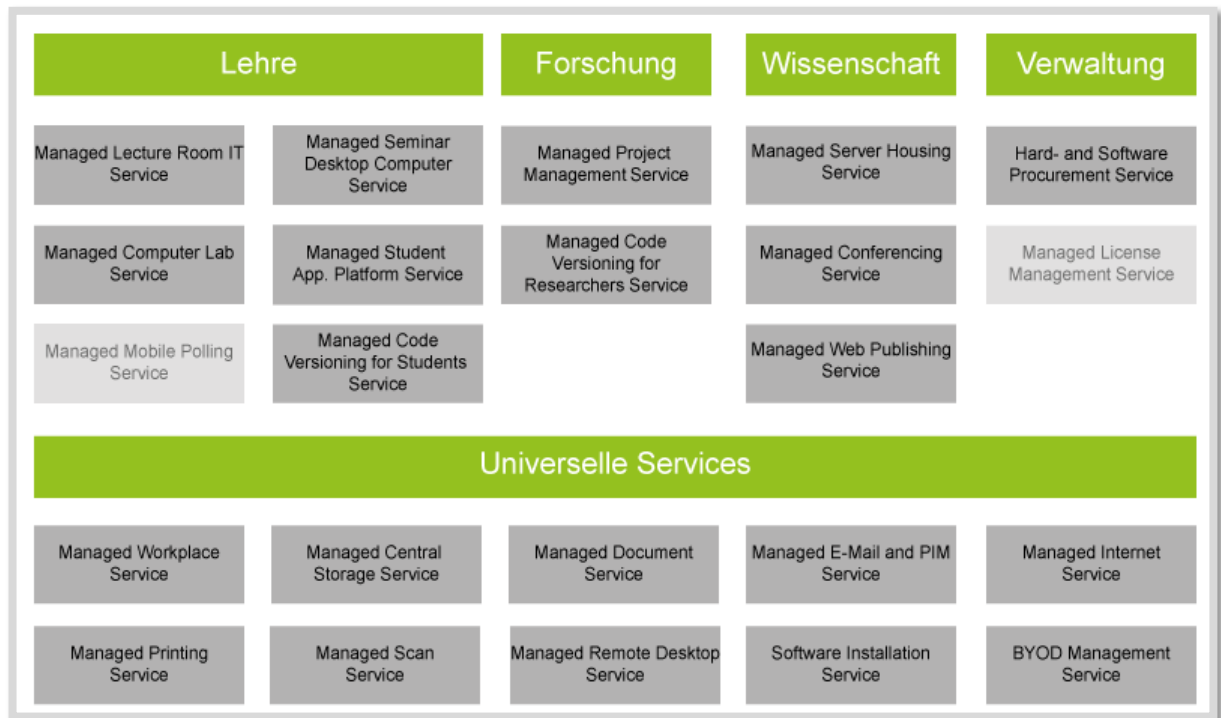 Lehre
Forschung
Wissenschaft
Verwaltung
Managed Lecture Room IT
Service
Managed Seminar
Desktop Computer
Service
Managed Project
Management Service
Managed Server Housing
Service
Hard- and Software
Procurement Service
Managed Computer Lab
Service
Managed Student
App. Platform Service
Managed Code
Versioning for
Researchers Service
Managed Conferencing
Service
Managed License
Management Service
Managed Mobile Polling
Service
Managed Code
Versioning for Students
Service
Managed Web Publishing
Service
Universelle Services
Managed Workplace
Service
Managed Central
Storage Service
Managed Document
Service
Managed E-Mail and PIM
Service
Managed Internet
Service
Managed Printing
Service
Managed Scan
Service
Managed Remote Desktop
Service
Software Installation
Service
BYOD Management
Service